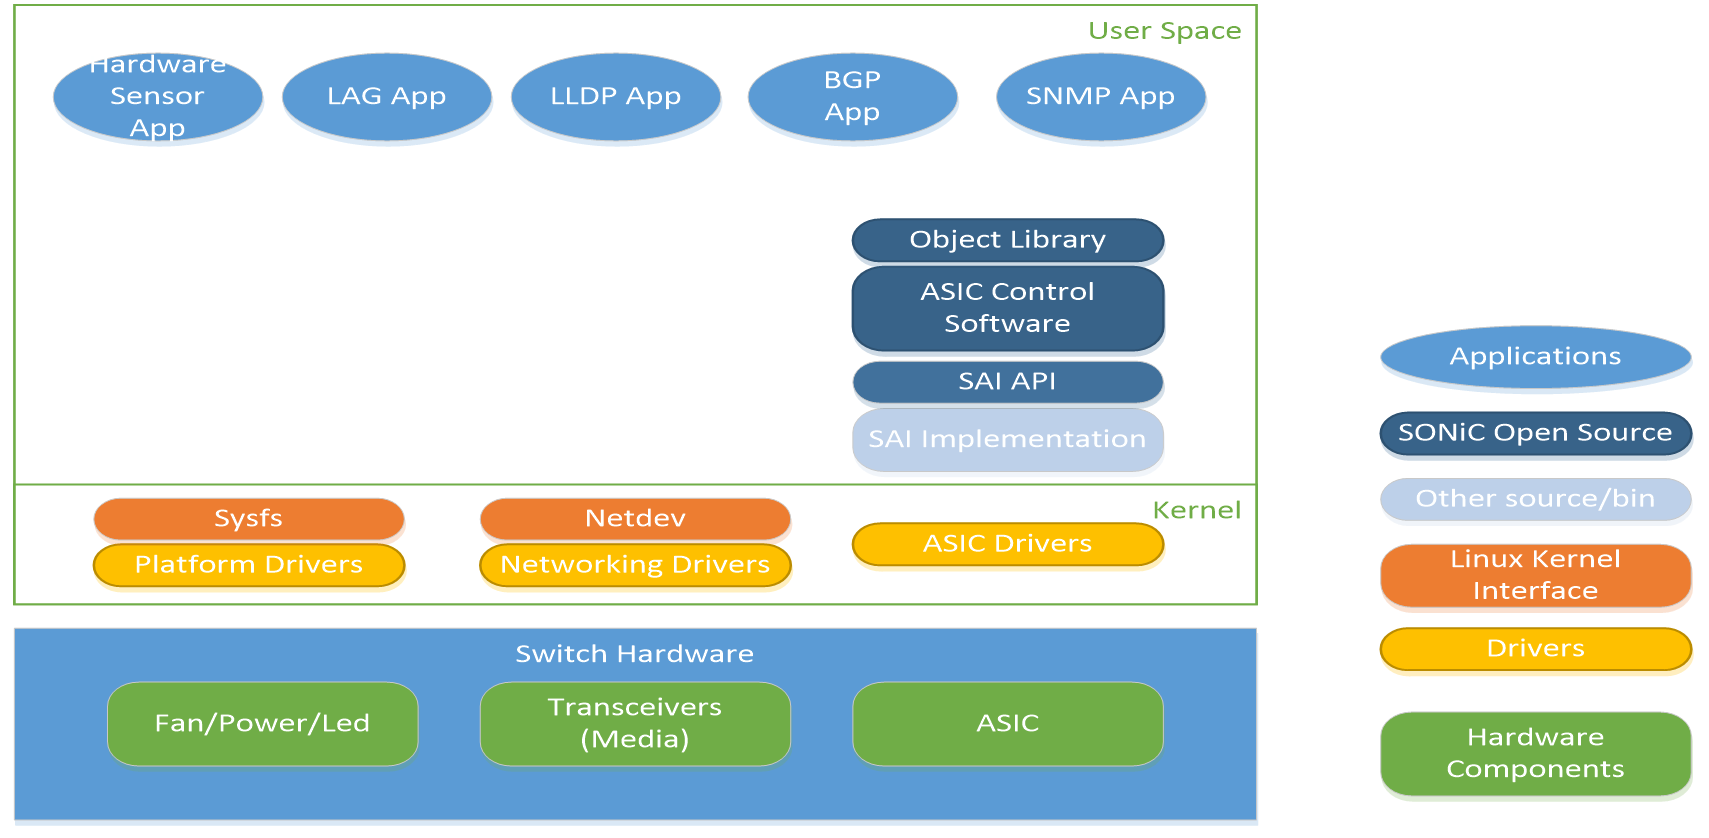 User Space
Hardware
Sensor
App
LAG App
LLDP App
BGP
App
SNMP App
Object Library
ASIC Control
Software
SAI API
SAI Implementation
Kernel
Sysfs
Netdev
Platform Drivers
Networking Drivers
ASIC Drivers
Switch Hardware
Fan/Power/Led
Transceivers
(Media)
ASIC
Applications
SONiC Open Source
Other source/bin
Linux Kernel
Interface
Drivers
Hardware
Components